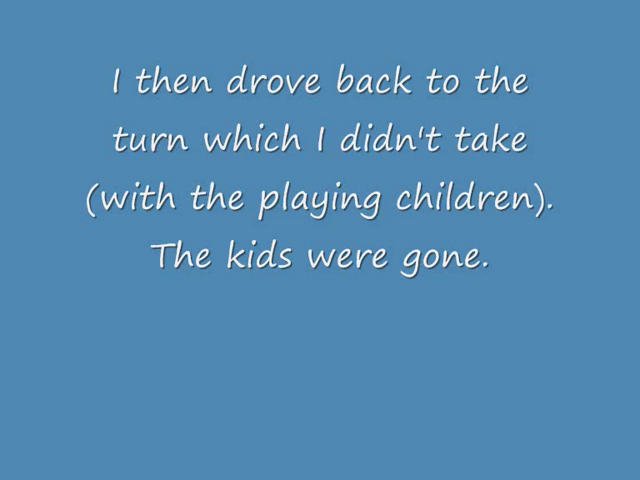 I then drove back to the
turn which I didn't take
(with the playing children).
The kids were gone.